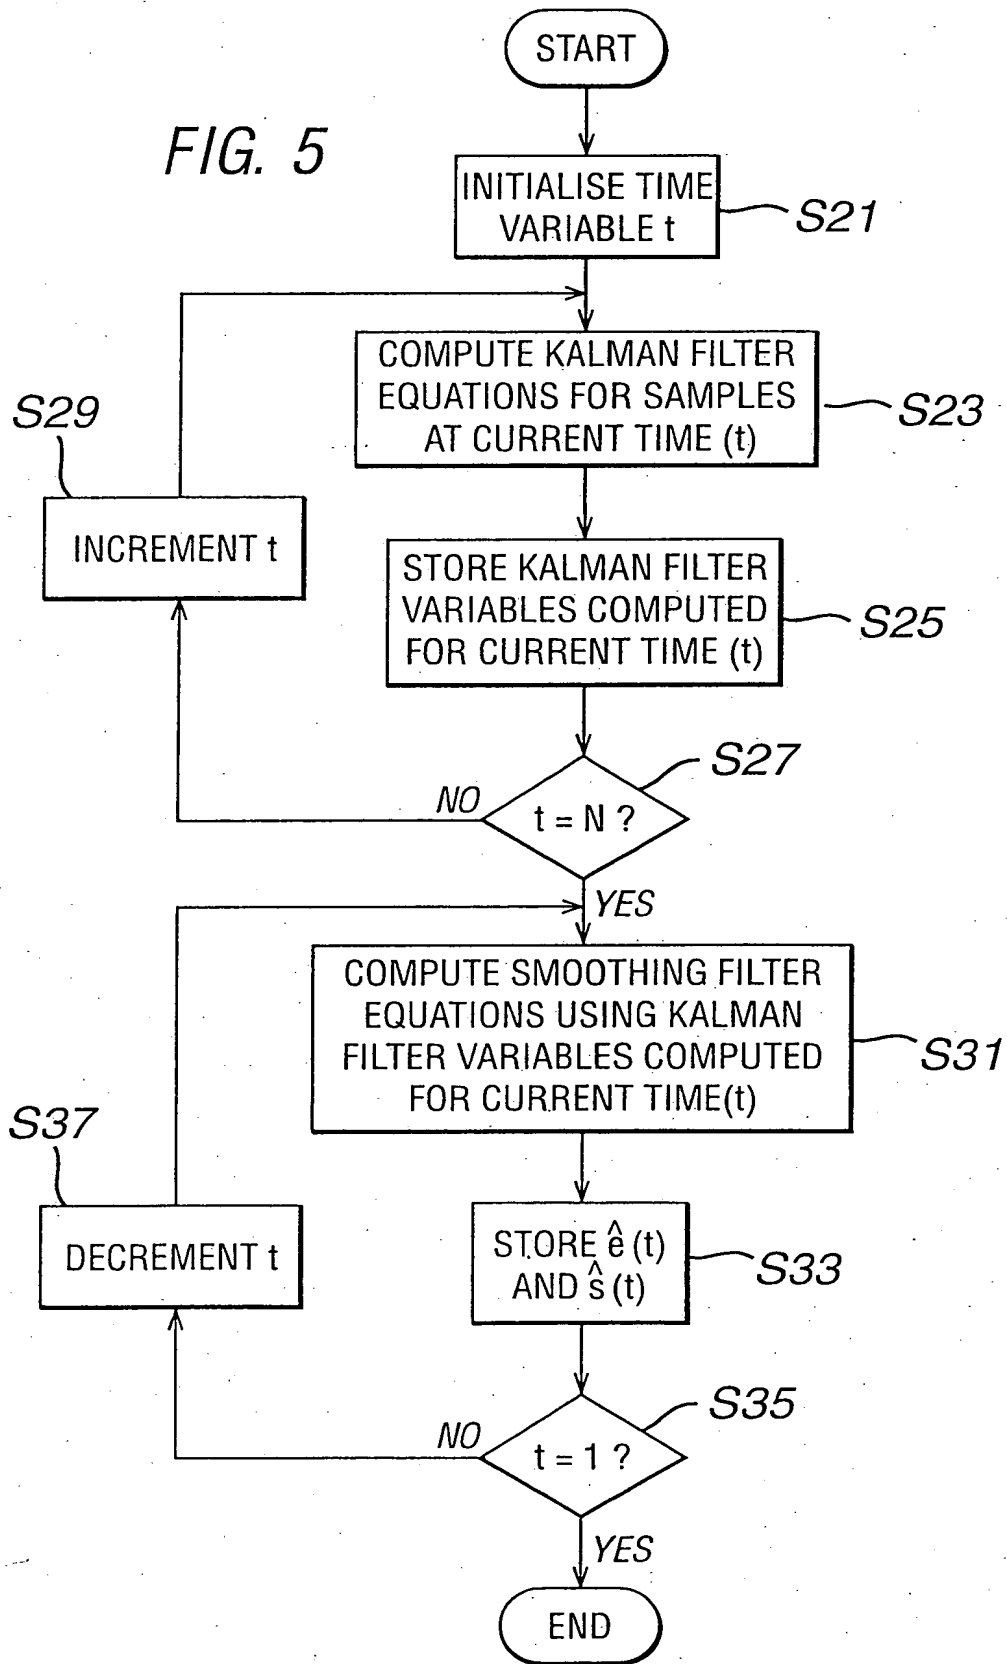 START
FIG. 5
INITIALISE TIME
VARIABLE t
S21
COMPUTE KALMAN FILTER
EQUATIONS FOR SAMPLES
AT CURRENT TIME (t)
S23
S29
INCREMENT t
STORE KALMAN FILTER
VARIABLES COMPUTED
FOR CURRENT TIME (t)
S25
S27
NO
t = N ?
YES
COMPUTE SMOOTHING FILTER
EQUATIONS USING KALMAN
FILTER VARIABLES COMPUTED
FOR CURRENT TIME(t)
S31
S37
DECREMENT t
STORE ê (t)
AND ŝ (t)
S33
S35
NO
t = 1 ?
YES
END